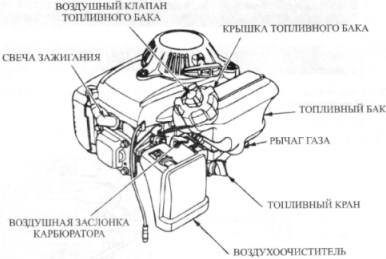 ВОЗДУШНЫЙ КЛАПАН
ТОПЛИВНОГО БАКА
КРЫШКА ТОПЛИВНОГО БАКА
СВЕЧА ЗАЖИГАНИЯ
ТОПЛИВНЫЙ БАК
РЫЧАГ ГАЗА
ТОПЛИВНЫЙ КРАН
ВОЗДУШНАЯ ЗАСЛОНКА
КАРБЮРАТОРА
ВОЗДУХООЧИСТИТЕЛЬ